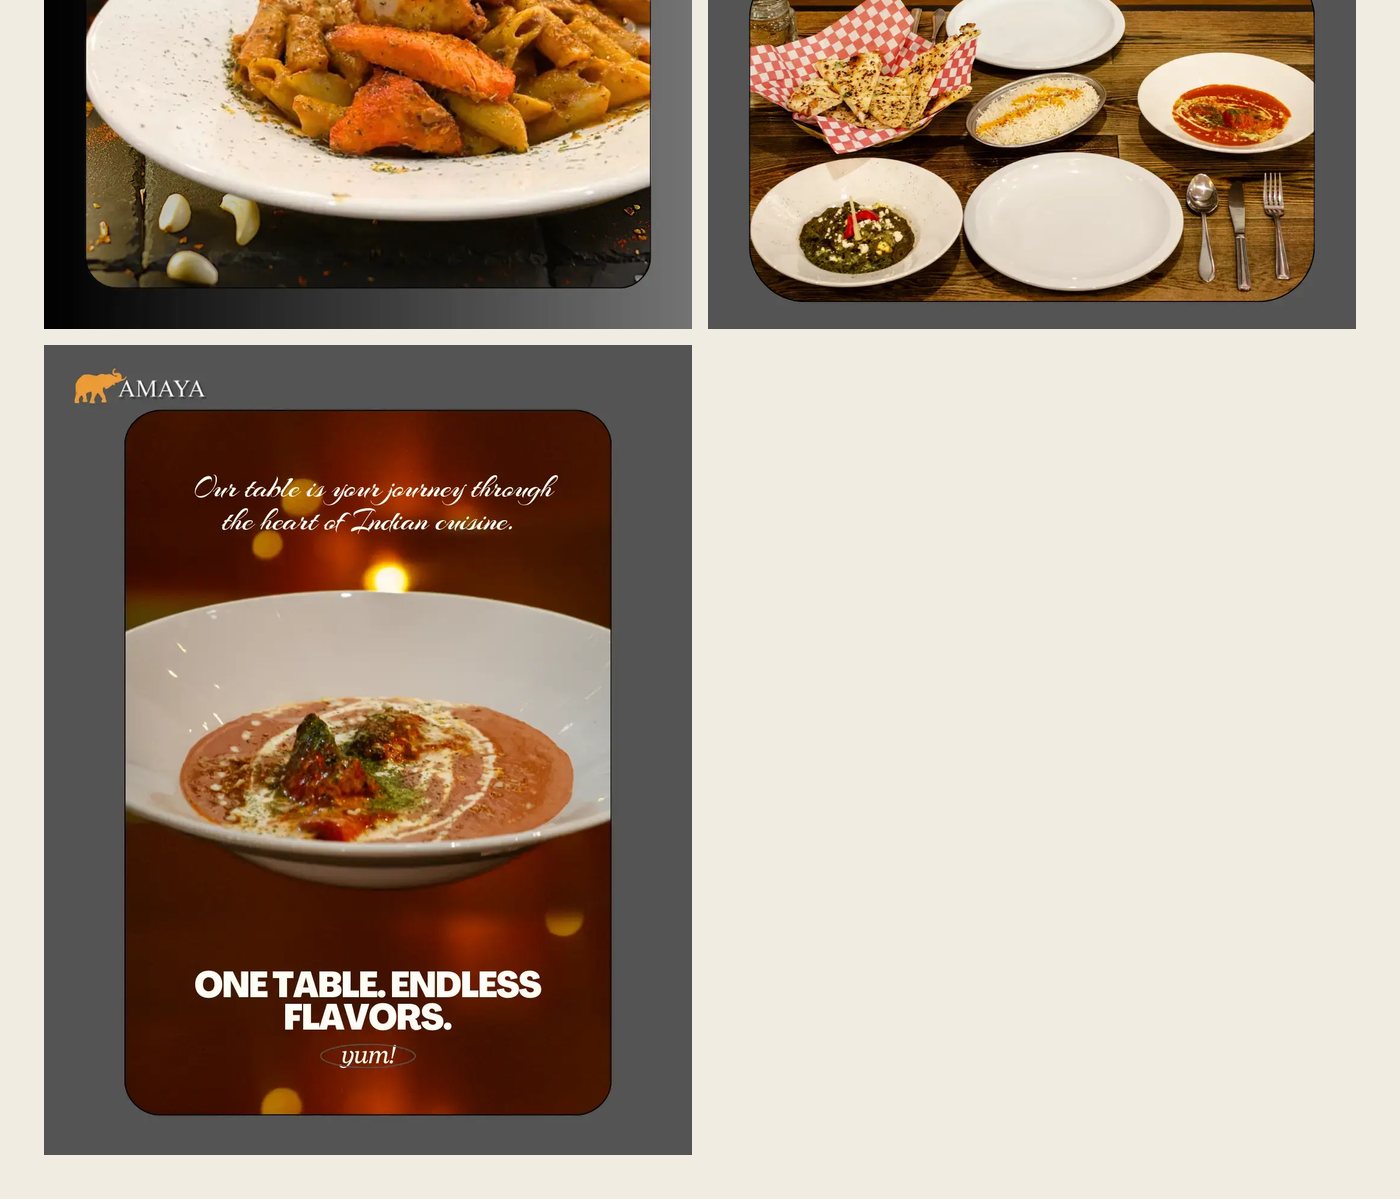 AMAYA
Our table is your journey through
the heart of Indian cuisine.
ONE TABLE. ENDLESS
FLAVORS.
yum!